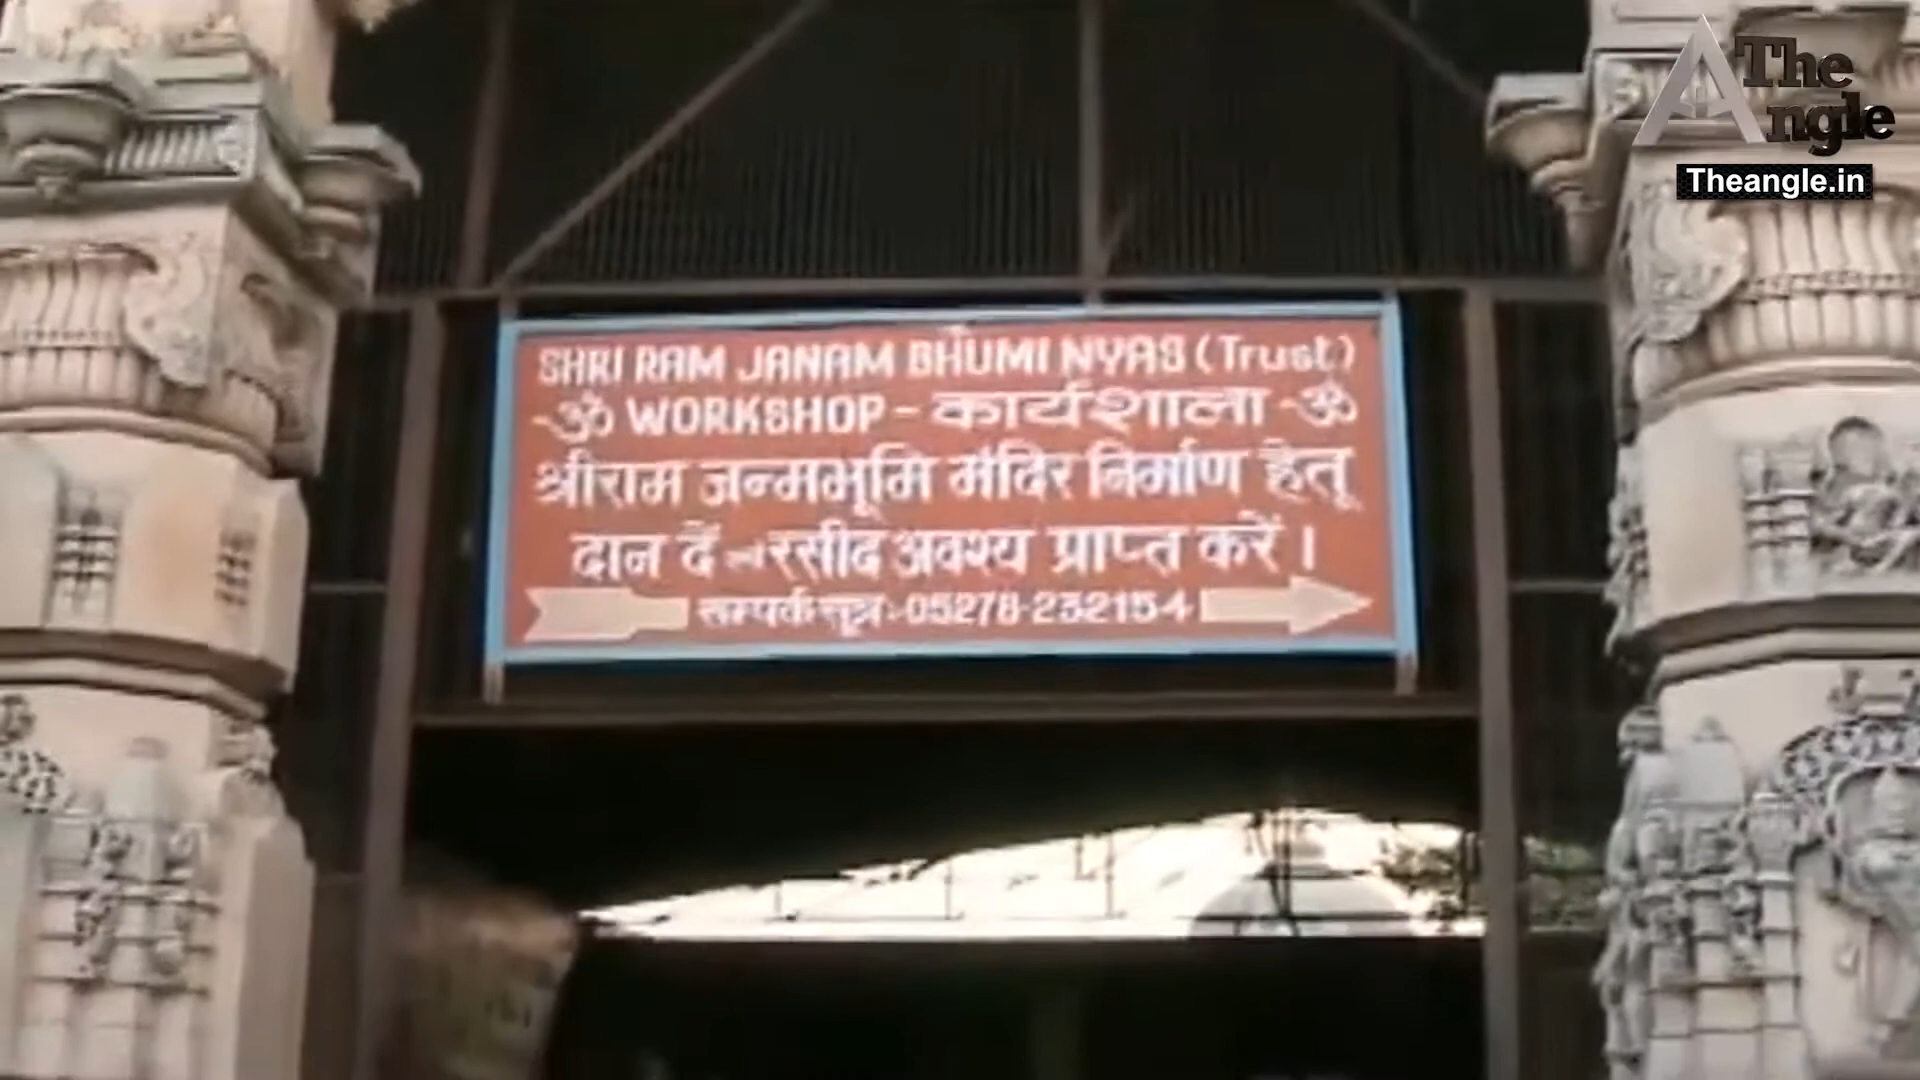 The
Angle
Theangle.in
SHRI RAM JANAM BHUMI NYAS (Trust)
ॐ WORKSHOP - कार्यशाला ॐ
श्रीराम जन्मभूमि मंदिर निर्माण हेतू
दान दें रसीद अवश्य प्राप्त करें ।
सम्पर्क सूत्र :- 05278-232154